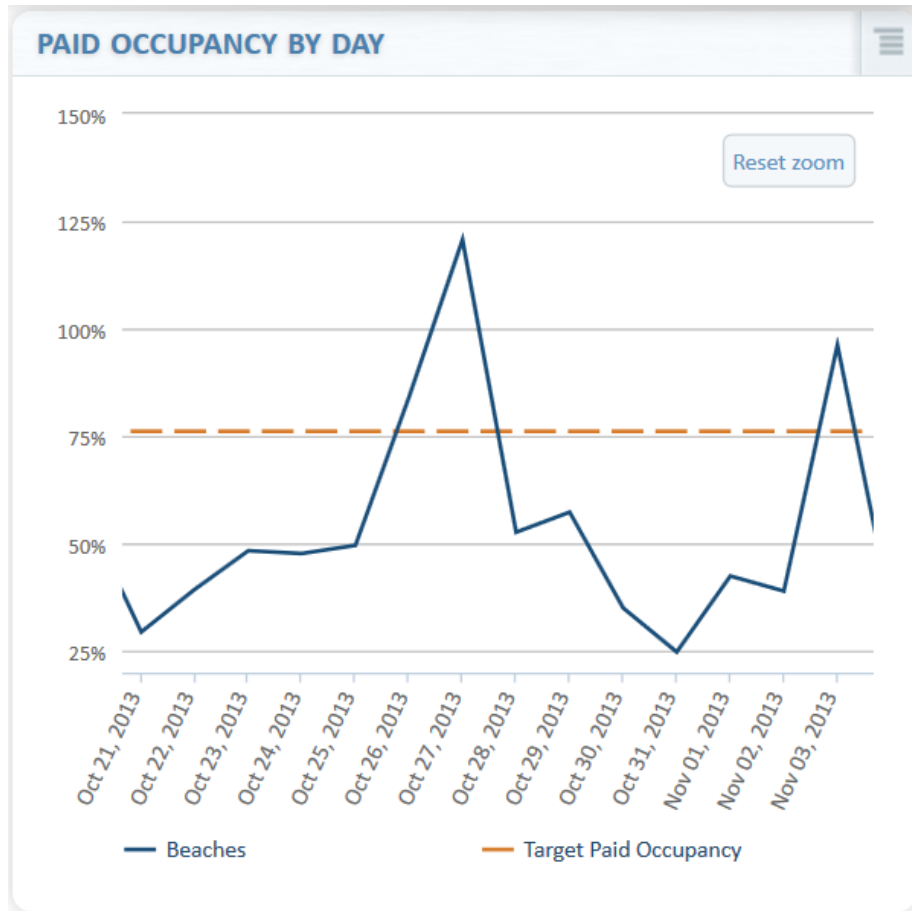 PAID OCCUPANCY BY DAY
150%
Reset zoom
125%
100%
75%
50%
25%
Oct 21, 2013
Oct 22, 2013
Oct 23, 2013
Oct 24, 2013
Oct 25, 2013
Oct 26, 2013
Oct 27, 2013
Oct 28, 2013
Oct 29, 2013
Oct 30, 2013
Oct 31, 2013
Nov 01, 2013
Nov 02, 2013
Nov 03, 2013
Beaches
Target Paid Occupancy